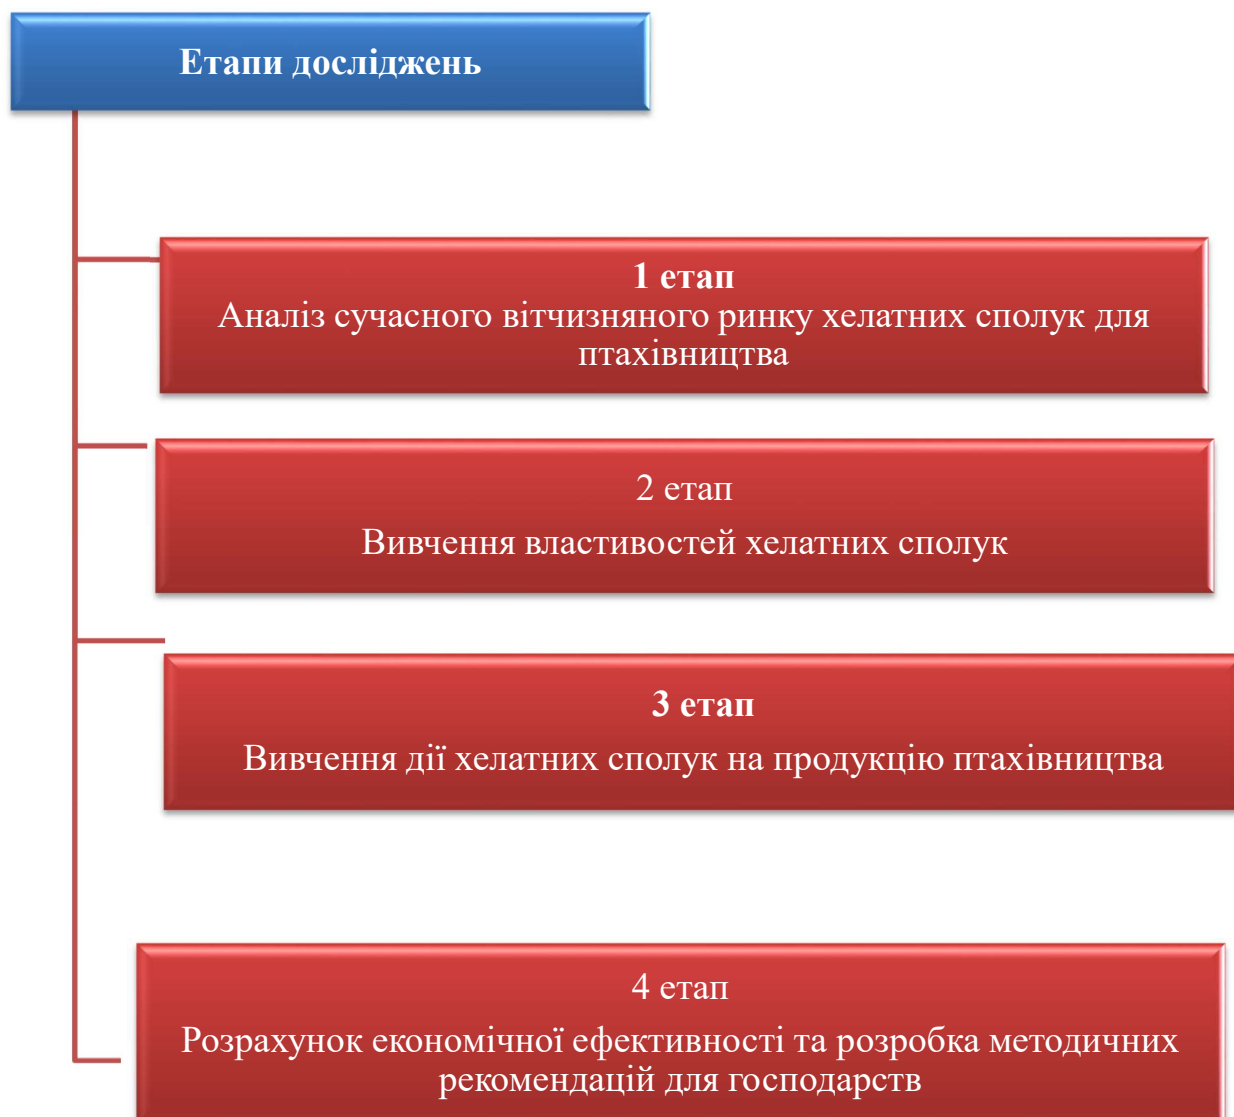 Етапи досліджень
1 етап
Аналіз сучасного вітчизняного ринку хелатних сполук для
птахівництва
2 етап
Вивчення властивостей хелатних сполук
3 етап
Вивчення дії хелатних сполук на продукцію птахівництва
4 етап
Розрахунок економічної ефективності та розробка методичних
рекомендацій для господарств